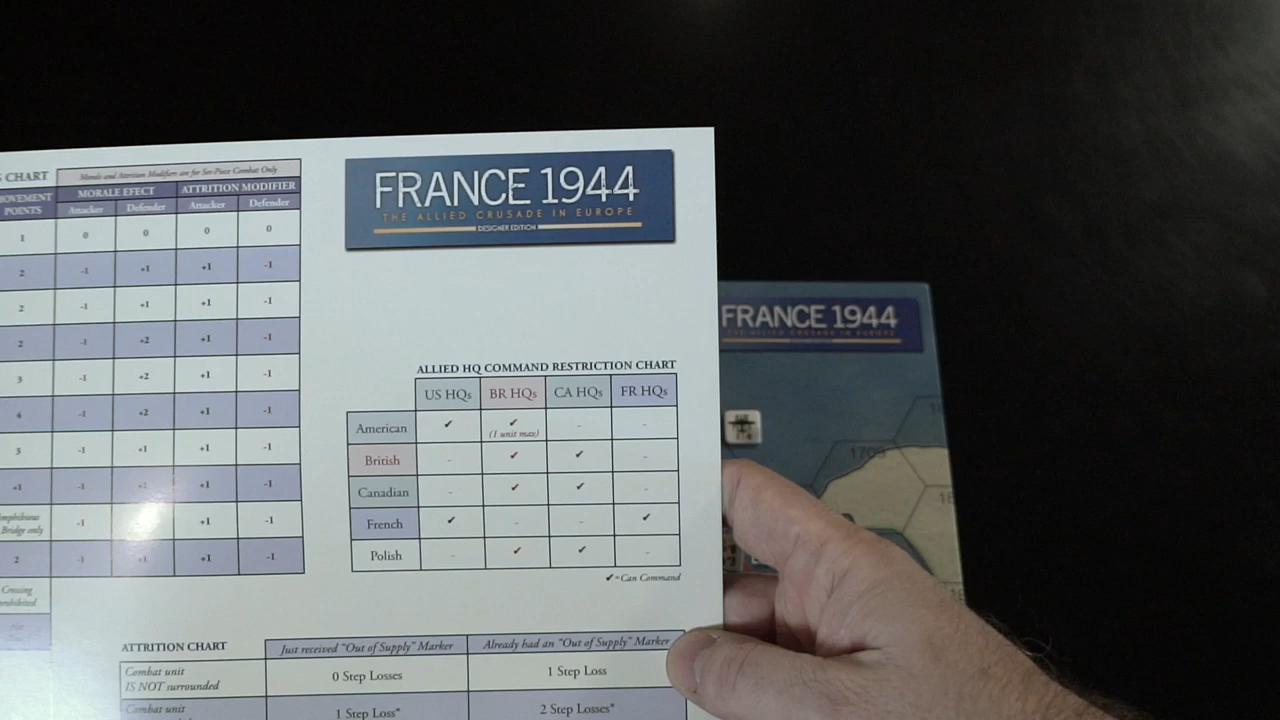 G CHART
Morale and Attrition Modifiers are for Set-Piece Combat Only
MOVEMENT POINTS MORALE EFECT ATTRITION MODIFIER
Attacker Defender Attacker Defender
1 0 0 0 0
2 -1 +1 +1 -1
2 -1 +1 +1 -1
2 -1 +2 +1 -1
3 -1 +2 +1 -1
4 -1 +2 +1 -1
3 -1 +1 +1 -1
+1 -1 +1 +1 -1
Amphibious
Bridge only -1 +1 -1
2 -1 +1 +1 -1
Crossing
prohibited
FRANCE 1944
THE ALLIED CRUSADE IN EUROPE
DESIGNER EDITION
ALLIED HQ COMMAND RESTRICTION CHART
US HQs BR HQs CA HQs FR HQs
American ✔ ✔ - -
(1 unit max)
British - ✔ ✔ -
Canadian - ✔ ✔ -
French ✔ - - ✔
Polish - ✔ ✔ -
✔=Can Command
ATTRITION CHART Just received "Out of Supply" Marker Already had an "Out of Supply" Marker
Combat unit
IS NOT surrounded 0 Step Losses 1 Step Loss
Combat unit 1 Step Loss* 2 Step Losses*
FRANCE 1944
THE ALLIED CRUSADE IN EUROPE
1709